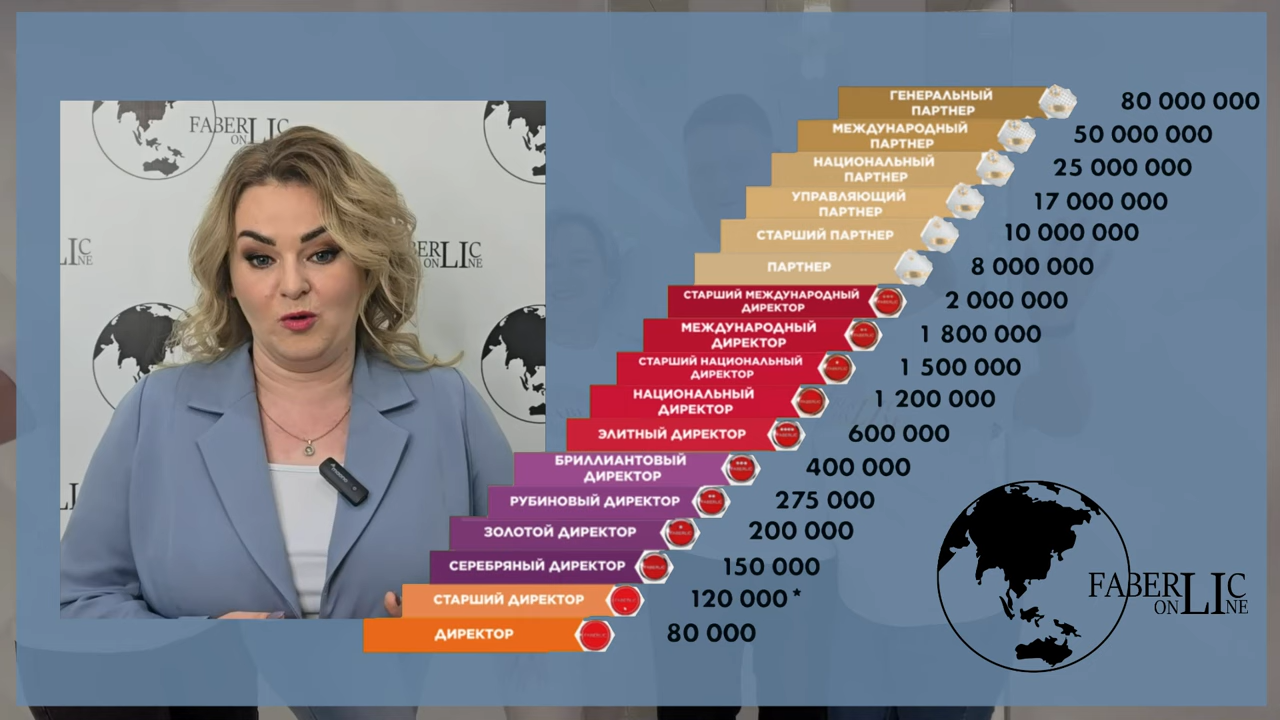 FABERLIC
ONLINE
LIC
NE
BERLIC
ONLINE
ГЕНЕРАЛЬНЫЙ
ПАРТНЕР
80 000 000
МЕЖДУНАРОДНЫЙ
ПАРТНЕР
50 000 000
НАЦИОНАЛЬНЫЙ
ПАРТНЕР
25 000 000
УПРАВЛЯЮЩИЙ
ПАРТНЕР
17 000 000
СТАРШИЙ ПАРТНЕР
10 000 000
ПАРТНЕР
8 000 000
СТАРШИЙ МЕЖДУНАРОДНЫЙ
ДИРЕКТОР
2 000 000
МЕЖДУНАРОДНЫЙ
ДИРЕКТОР
1 800 000
СТАРШИЙ НАЦИОНАЛЬНЫЙ
ДИРЕКТОР
1 500 000
НАЦИОНАЛЬНЫЙ
ДИРЕКТОР
1 200 000
ЭЛИТНЫЙ ДИРЕКТОР
600 000
БРИЛЛИАНТОВЫЙ
ДИРЕКТОР
400 000
РУБИНОВЫЙ ДИРЕКТОР
275 000
ЗОЛОТОЙ ДИРЕКТОР
200 000
СЕРЕБРЯНЫЙ ДИРЕКТОР
150 000
СТАРШИЙ ДИРЕКТОР
120 000*
ДИРЕКТОР
80 000
FABERLIC
ONLINE